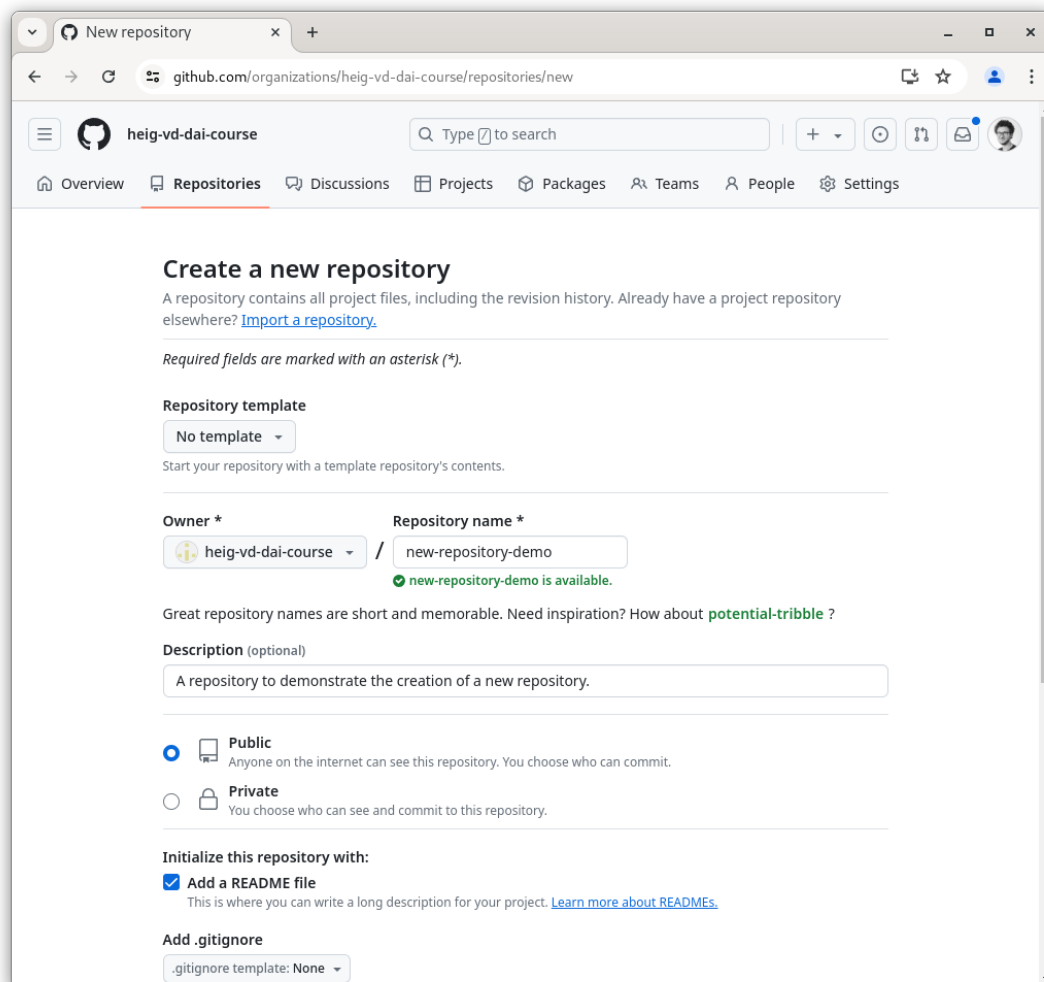 New repository
github.com/organizations/heig-vd-dai-course/repositories/new
heig-vd-dai-course
Type / to search
Overview Repositories Discussions Projects Packages Teams People Settings
Create a new repository
A repository contains all project files, including the revision history. Already have a project repository
elsewhere? Import a repository.
Required fields are marked with an asterisk (*).
Repository template
No template
Start your repository with a template repository's contents.
Owner * Repository name *
heig-vd-dai-course / new-repository-demo
new-repository-demo is available.
Great repository names are short and memorable. Need inspiration? How about potential-tribble ?
Description (optional)
A repository to demonstrate the creation of a new repository.
Public
Anyone on the internet can see this repository. You choose who can commit.
Private
You choose who can see and commit to this repository.
Initialize this repository with:
Add a README file
This is where you can write a long description for your project. Learn more about READMEs.
Add .gitignore
.gitignore template: None